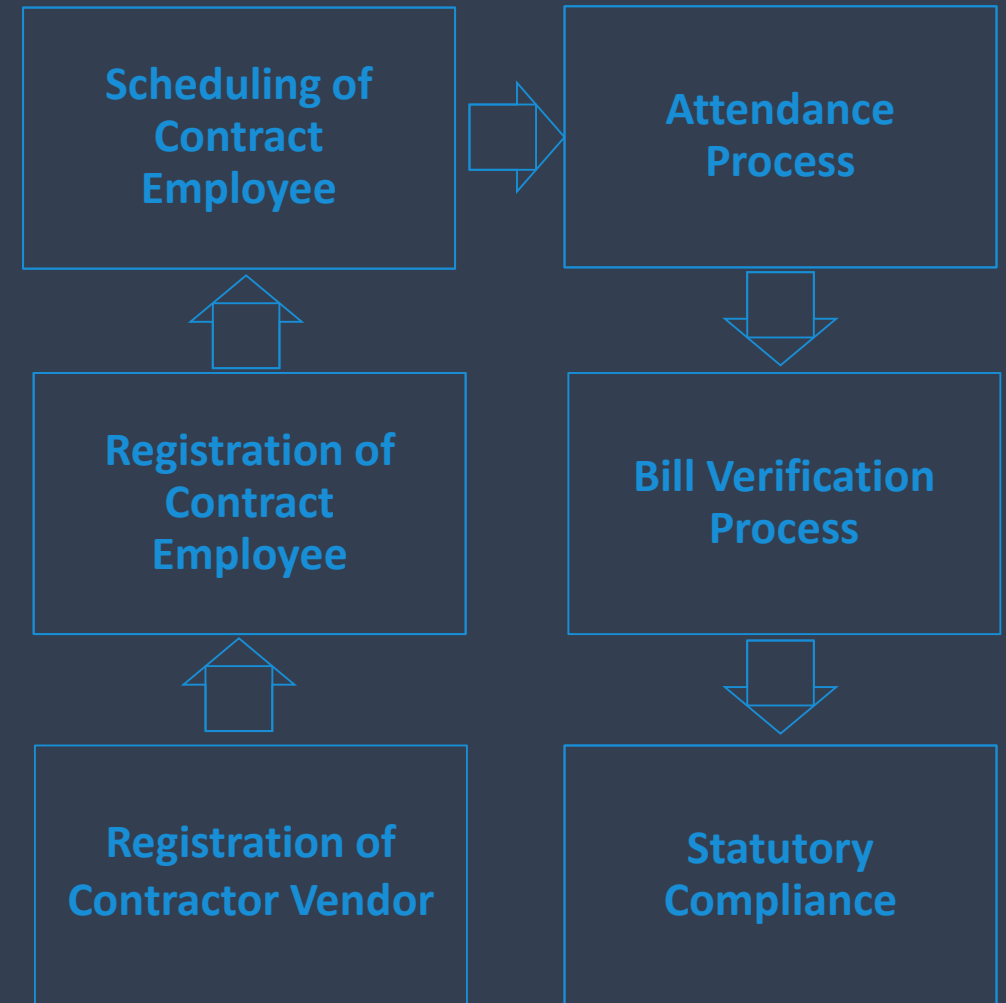 Scheduling of
Contract
Employee
Attendance
Process
Registration of
Contract
Employee
Bill Verification
Process
Registration of
Contractor Vendor
Statutory
Compliance